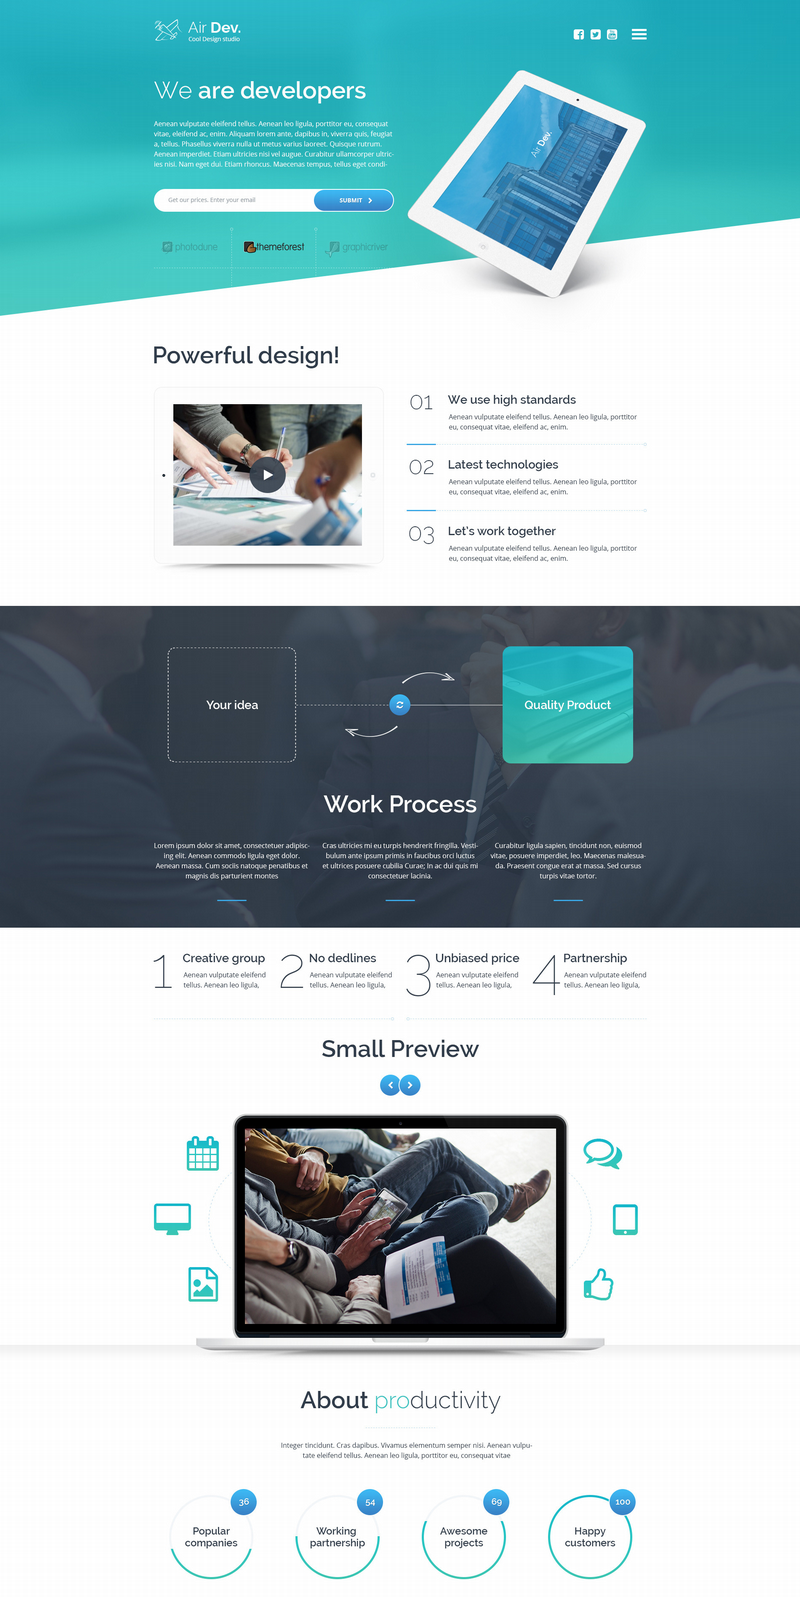 Air Dev.
Cool Design studio
We are developers
Aenean vulputate eleifend tellus. Aenean leo ligula, porttitor eu, consequat
vitae, eleifend ac, enim. Aliquam lorem ante, dapibus in, viverra quis, feugiat
a, tellus. Phasellus viverra nulla ut metus varius laoreet. Quisque rutrum.
Aenean imperdiet. Etiam ultricies nisi vel augue. Curabitur ullamcorper ultric-
ies nisi. Nam eget dui. Etiam rhoncus. Maecenas tempus, tellus eget condi-
Get our prices. Enter your email
SUBMIT
photodune
themeforest
graphicriver
Air Dev.
Powerful design!
01
We use high standards
Aenean vulputate eleifend tellus. Aenean leo ligula, porttitor
eu, consequat vitae, eleifend ac, enim.
02
Latest technologies
Aenean vulputate eleifend tellus. Aenean leo ligula, porttitor
eu, consequat vitae, eleifend ac, enim.
03
Let's work together
Aenean vulputate eleifend tellus. Aenean leo ligula, porttitor
eu, consequat vitae, eleifend ac, enim.
Your idea
Quality Product
Work Process
Lorem ipsum dolor sit amet, consectetuer adipisc-
ing elit. Aenean commodo ligula eget dolor.
Aenean massa. Cum sociis natoque penatibus et
magnis dis parturient montes
Cras ultricies mi eu turpis hendrerit fringilla. Vesti-
bulum ante ipsum primis in faucibus orci luctus
et ultrices posuere cubilia Curae; In ac dui quis mi
consectetuer lacinia.
Curabitur ligula sapien, tincidunt non, euismod
vitae, posuere imperdiet, leo. Maecenas malesua-
da. Praesent congue erat at massa. Sed cursus
turpis vitae tortor.
1
Creative group
Aenean vulputate eleifend
tellus. Aenean leo ligula,
2
No dedlines
Aenean vulputate eleifend
tellus. Aenean leo ligula,
3
Unbiased price
Aenean vulputate eleifend
tellus. Aenean leo ligula,
4
Partnership
Aenean vulputate eleifend
tellus. Aenean leo ligula,
Small Preview
About productivity
Integer tincidunt. Cras dapibus. Vivamus elementum semper nisi. Aenean vulpu-
tate eleifend tellus. Aenean leo ligula, porttitor eu, consequat vitae
36
Popular
companies
54
Working
partnership
69
Awesome
projects
100
Happy
customers